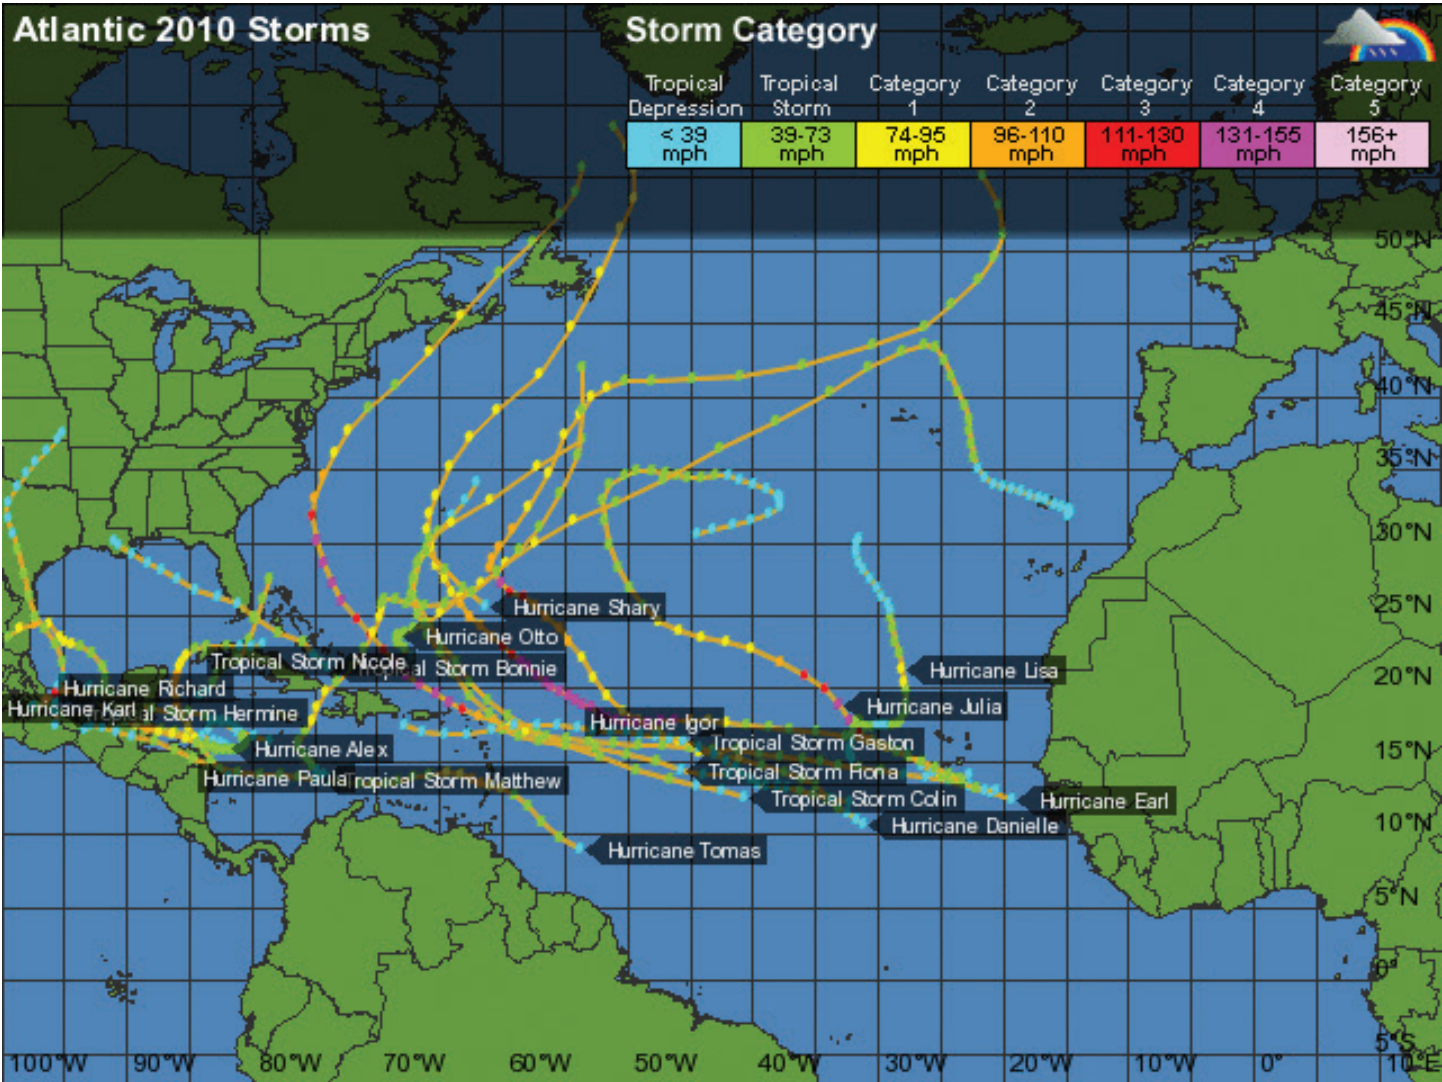 Atlantic 2010 Storms
Storm Category
Tropical Depression
Tropical Storm
Category 1
Category 2
Category 3
Category 4
Category 5
< 39 mph
39-73 mph
74-95 mph
96-110 mph
111-130 mph
131-155 mph
156+ mph
50°N
45°N
40°N
35°N
30°N
25°N
20°N
15°N
10°N
5°N
0°
5°S
Hurricane Shary
Hurricane Otto
Tropical Storm Nicole
al Storm Bonnie
Hurricane Lisa
Hurricane Richard
Hurricane Karl
al Storm Hermine
Hurricane Julia
Hurricane Igor
Hurricane Alex
Tropical Storm Gaston
Hurricane Paula
Tropical Storm Matthew
Tropical Storm Fiona
Tropical Storm Colin
Hurricane Earl
Hurricane Danielle
Hurricane Tomas
100°W 90°W 80°W 70°W 60°W 50°W 40°W 30°W 20°W 10°W 0° 10°E